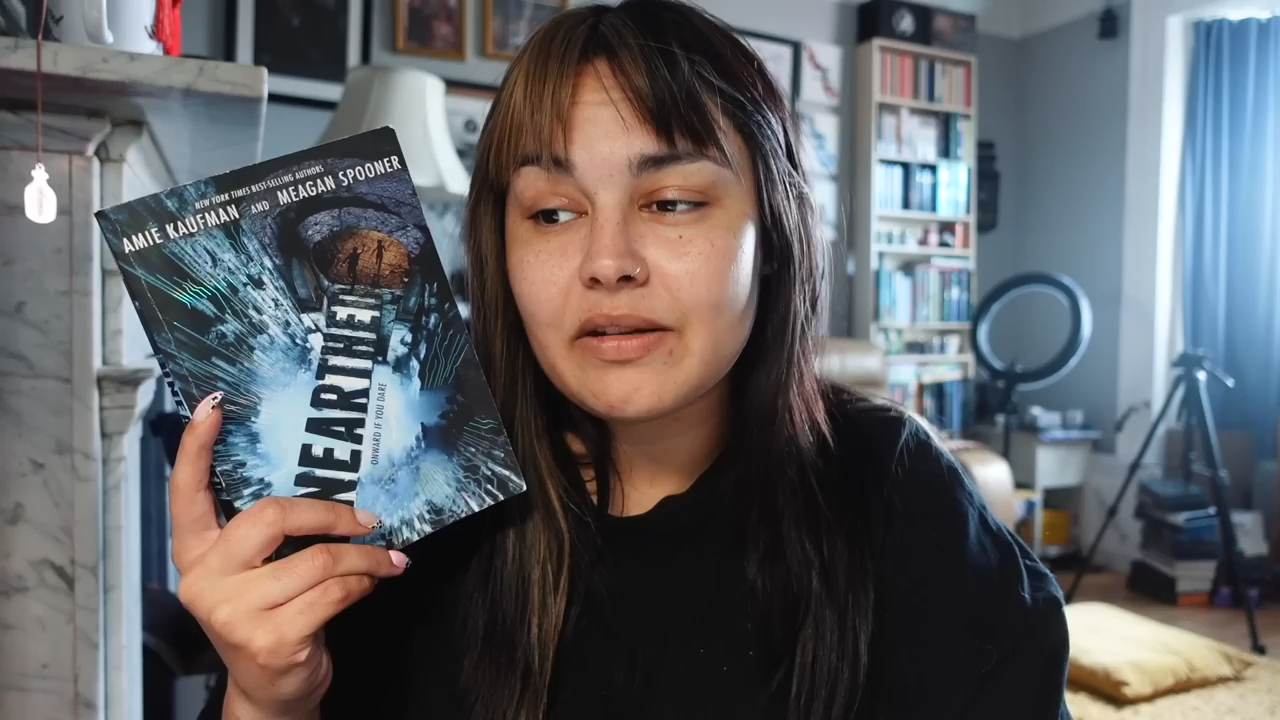 NEW YORK TIMES BEST-SELLING AUTHORS
AMIE KAUFMAN AND MEAGAN SPOONER
NEARTHED
ONWARD IF YOU DARE